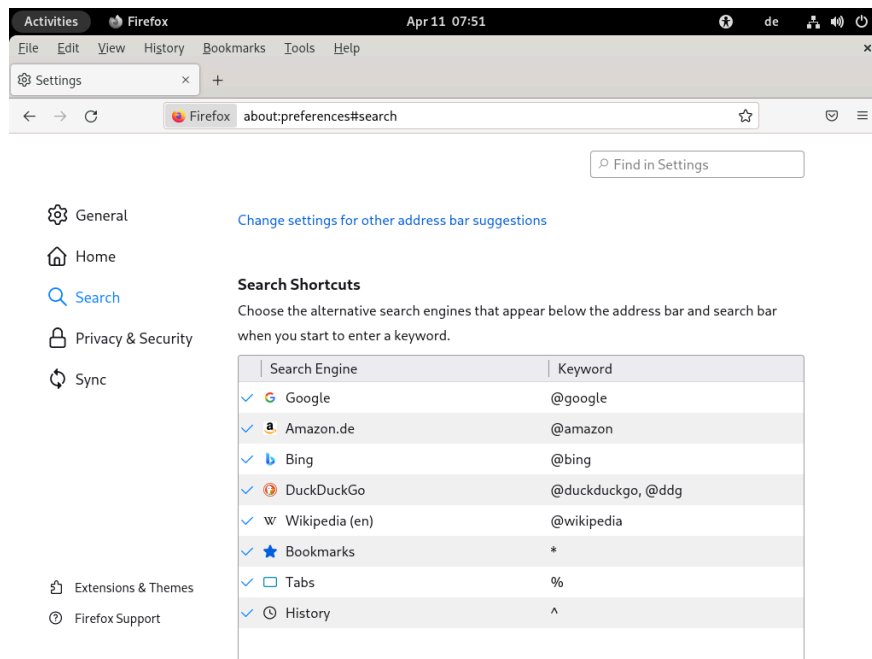 Activities Firefox Apr 11 07:51 de
File Edit View History Bookmarks Tools Help
Settings
Firefox about:preferences#search
Find in Settings
General
Home
Search
Privacy & Security
Sync
Extensions & Themes
Firefox Support
Change settings for other address bar suggestions
Search Shortcuts
Choose the alternative search engines that appear below the address bar and search bar
when you start to enter a keyword.
Search Engine Keyword
Google @google
Amazon.de @amazon
Bing @bing
DuckDuckGo @duckduckgo, @ddg
Wikipedia (en) @wikipedia
Bookmarks *
Tabs %
History ^